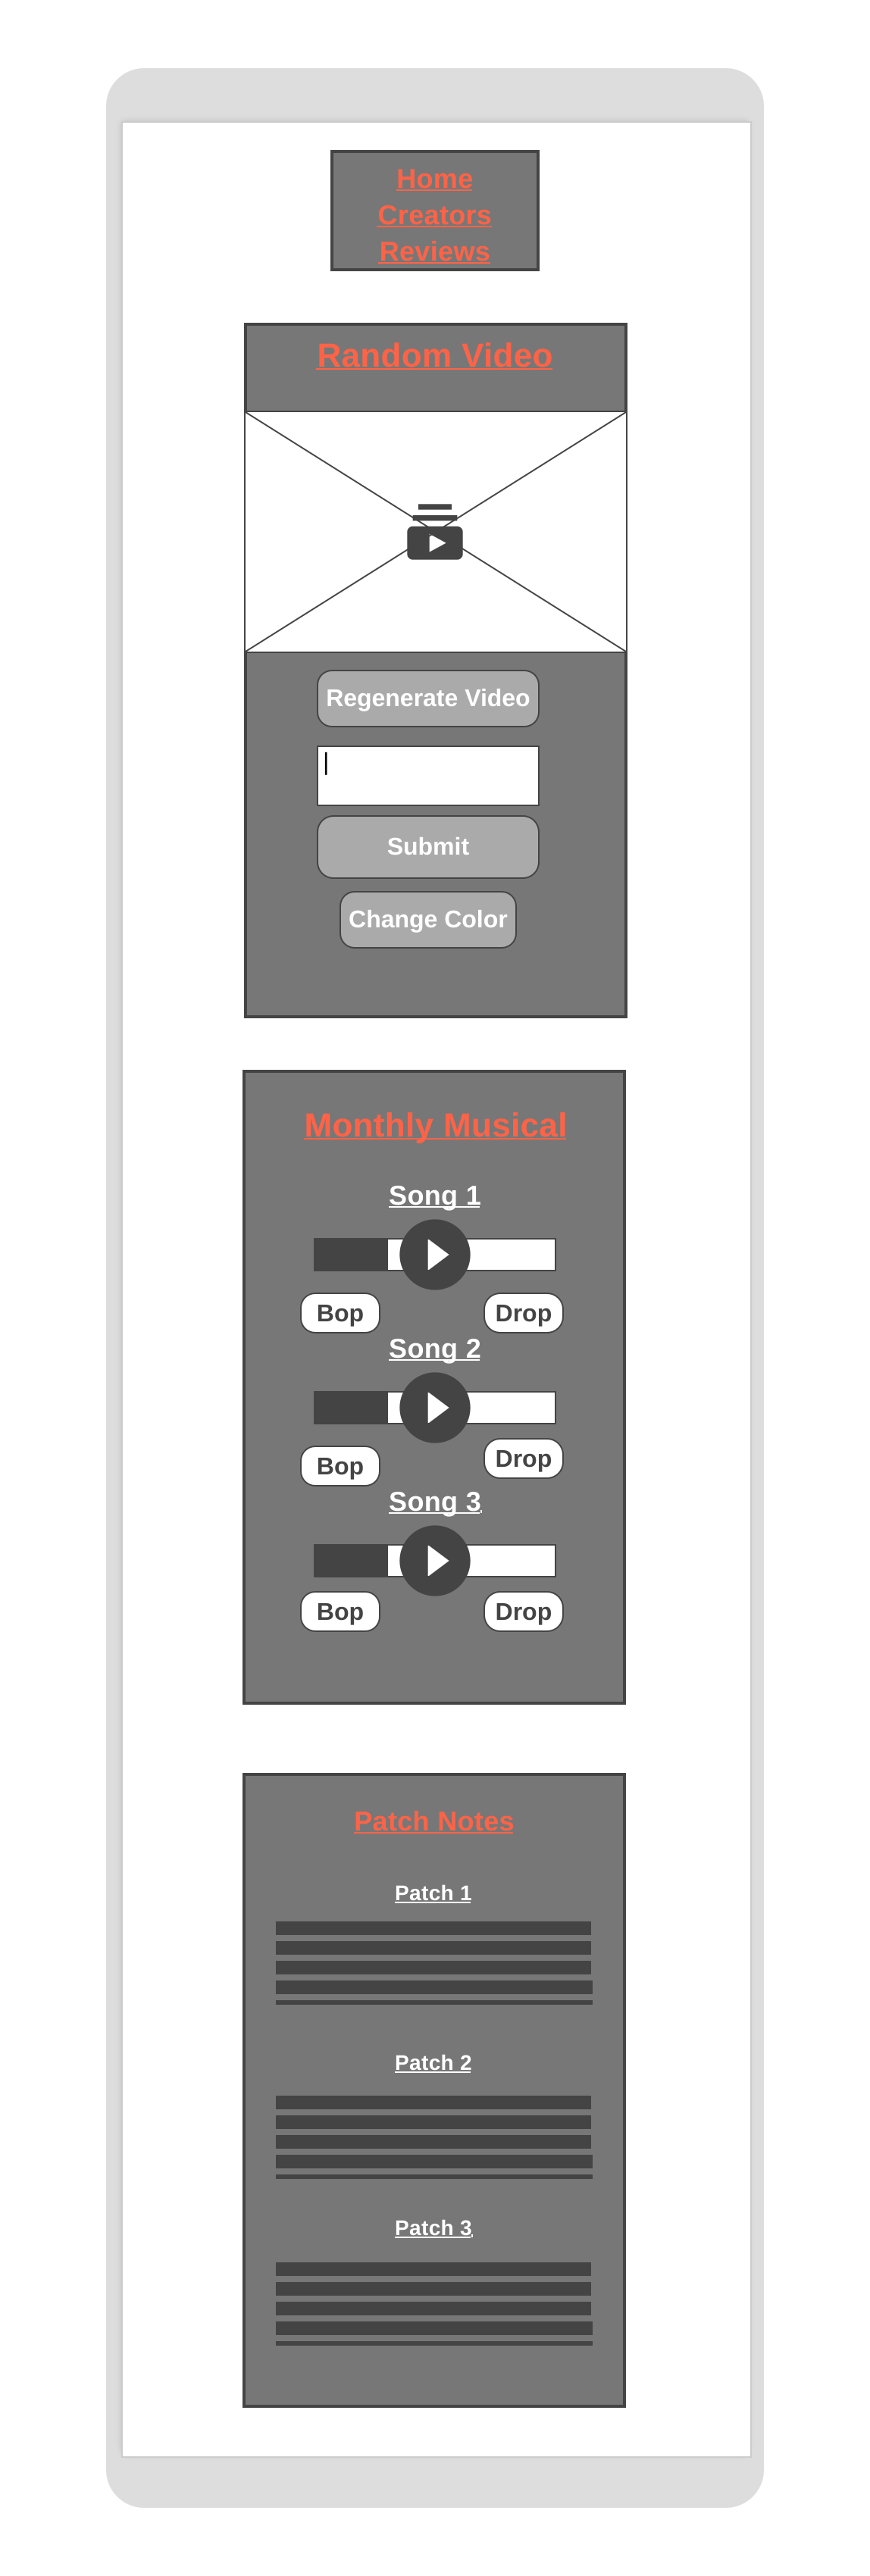 Home
Creators
Reviews
Random Video
Regenerate Video
Submit
Change Color
Monthly Musical
Song 1
Bop Drop
Song 2
Bop Drop
Song 3
Bop Drop
Patch Notes
Patch 1
Patch 2
Patch 3